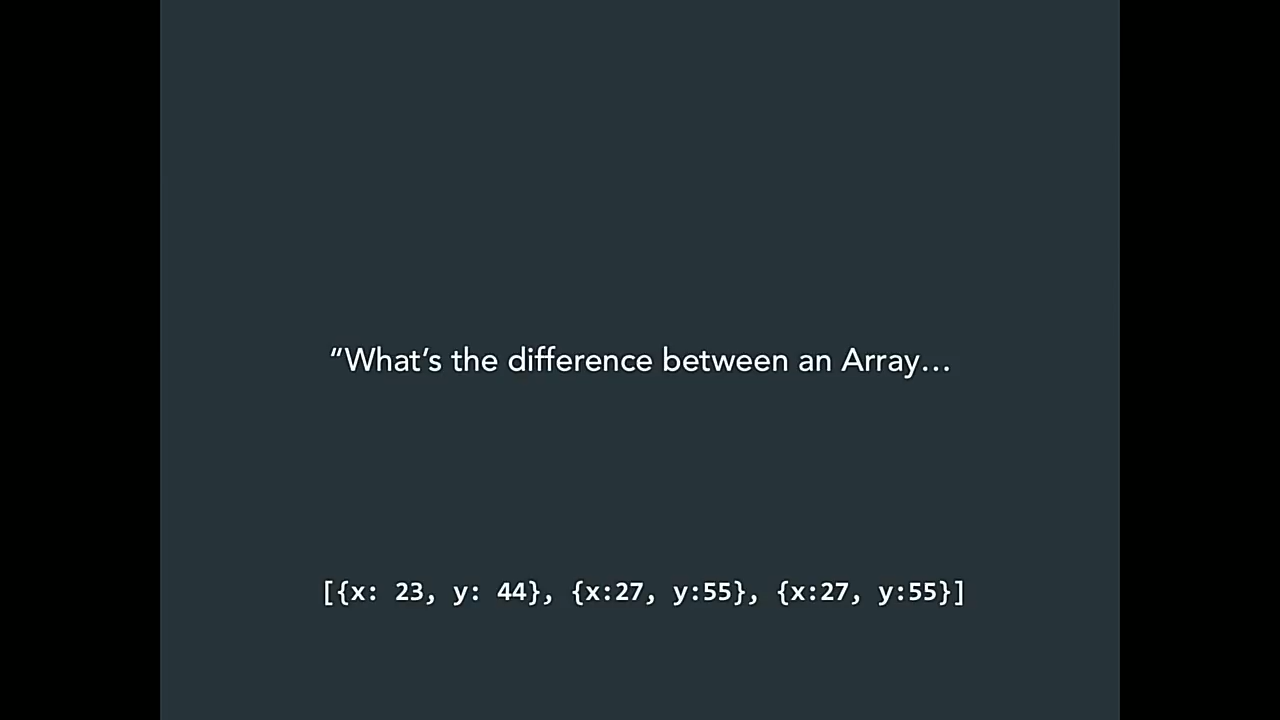 “What’s the difference between an Array…
[{x: 23, y: 44}, {x:27, y:55}, {x:27, y:55}]